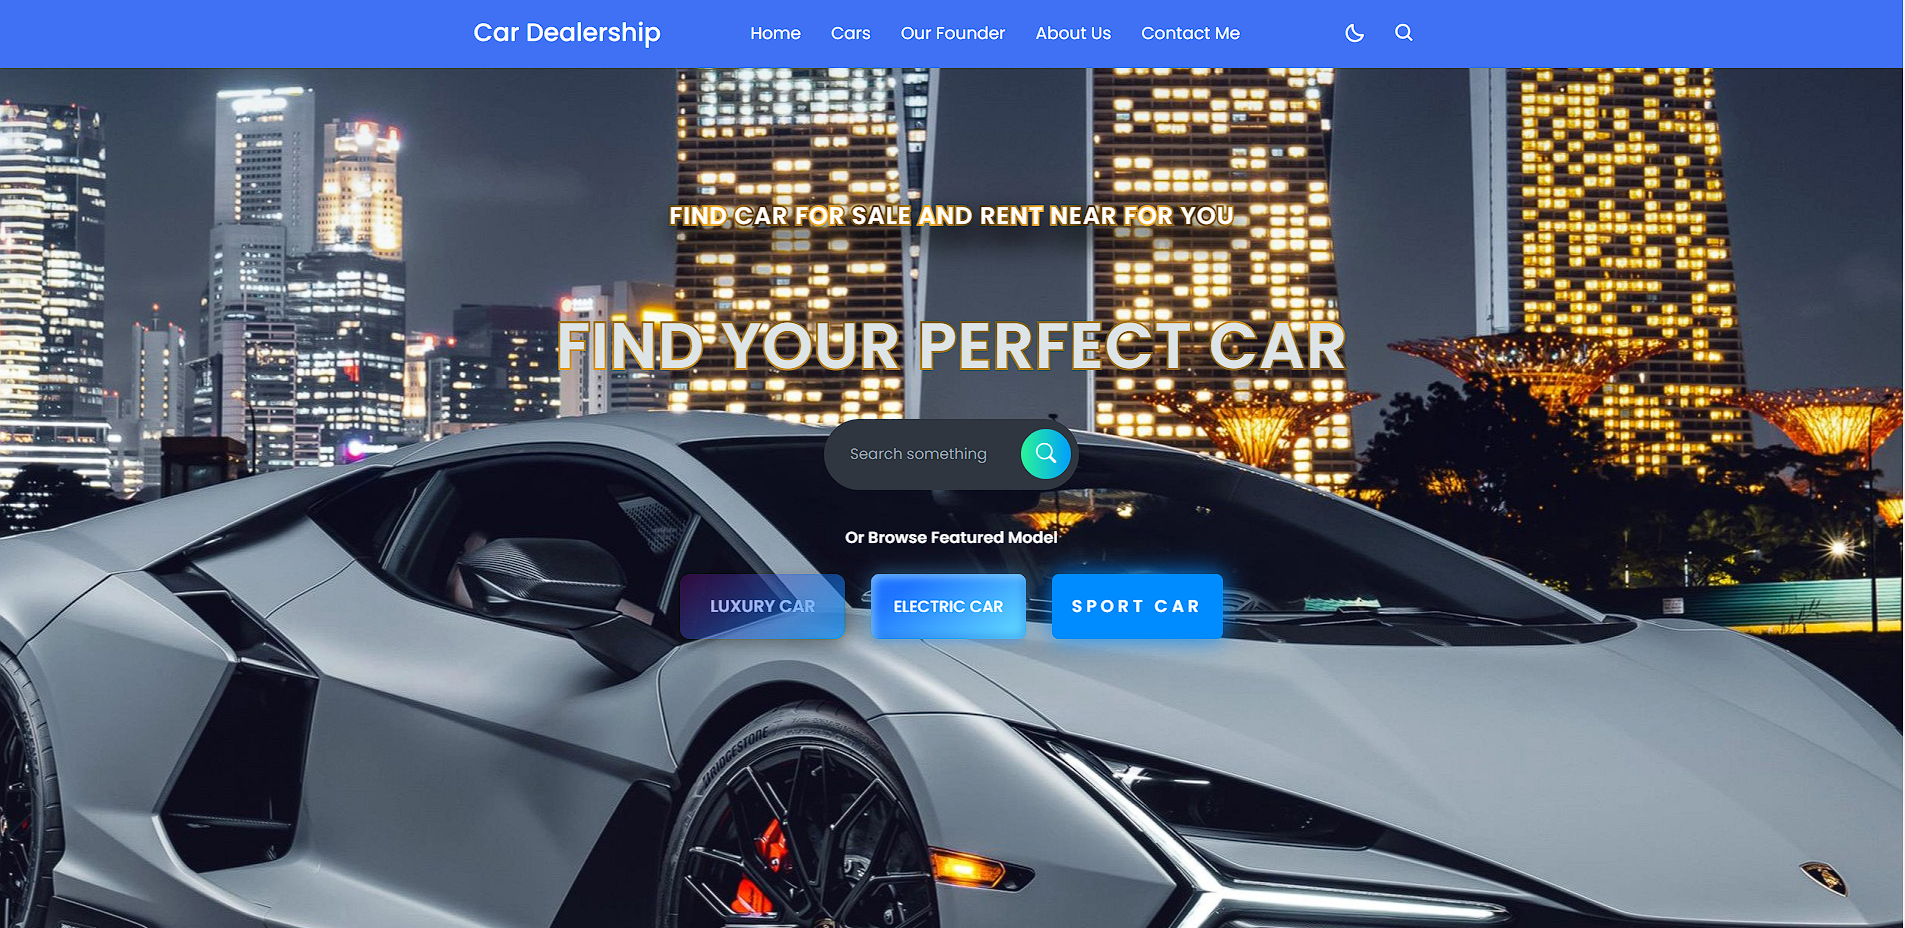 Car Dealership
Home Cars Our Founder About Us Contact Me
FIND CAR FOR SALE AND RENT NEAR FOR YOU
FIND YOUR PERFECT CAR
Search something
Or Browse Featured Model
LUXURY CAR ELECTRIC CAR SPORT CAR
BRIDGESTONE